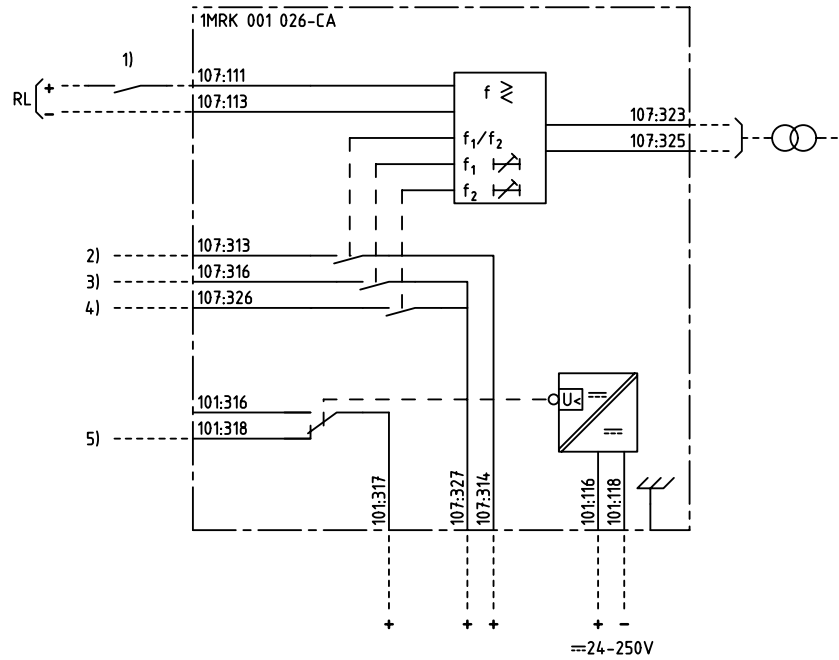 1MRK 001 026-CA
1)
107:111
RL
+
107:113
−
f ≷
107:323
107:325
f1/f2
f1
f2
2)
107:313
3)
107:316
4)
107:326
101:316
U<
5)
101:318
101:317
107:327
107:314
101:116
101:118
+ + + + −
24-250V